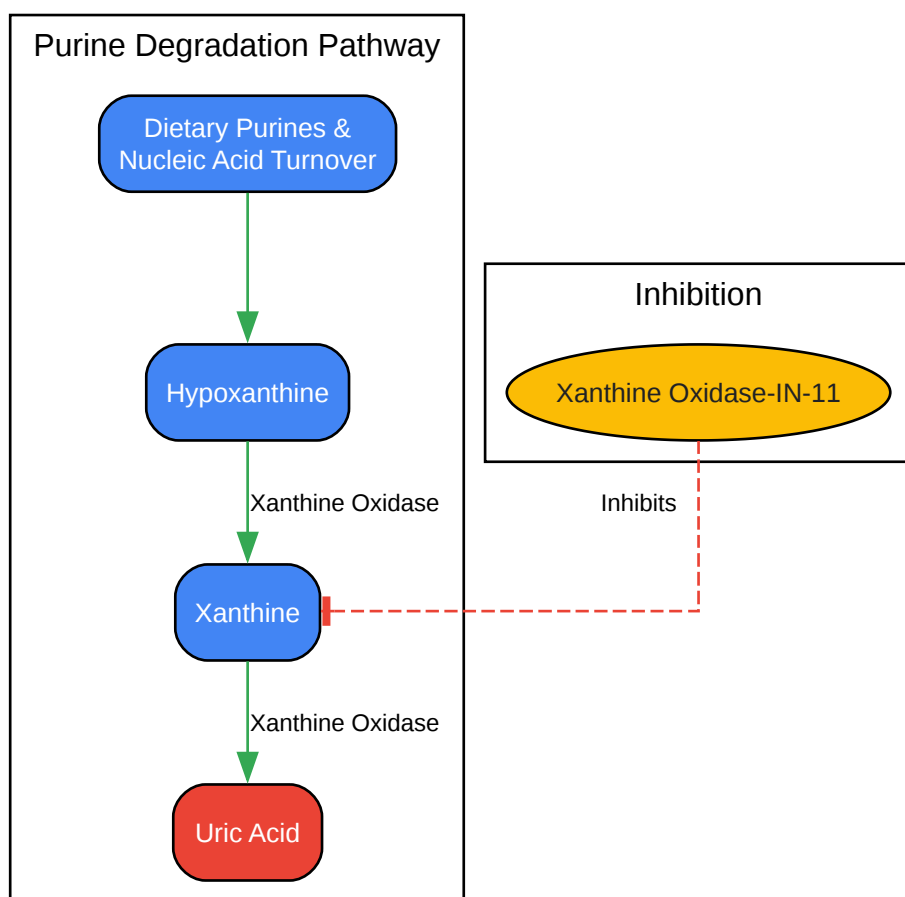 Purine Degradation Pathway
Dietary Purines &
Nucleic Acid Turnover
Hypoxanthine
Xanthine Oxidase
Xanthine
Xanthine Oxidase
Uric Acid
Inhibition
Xanthine Oxidase-IN-11
Inhibits